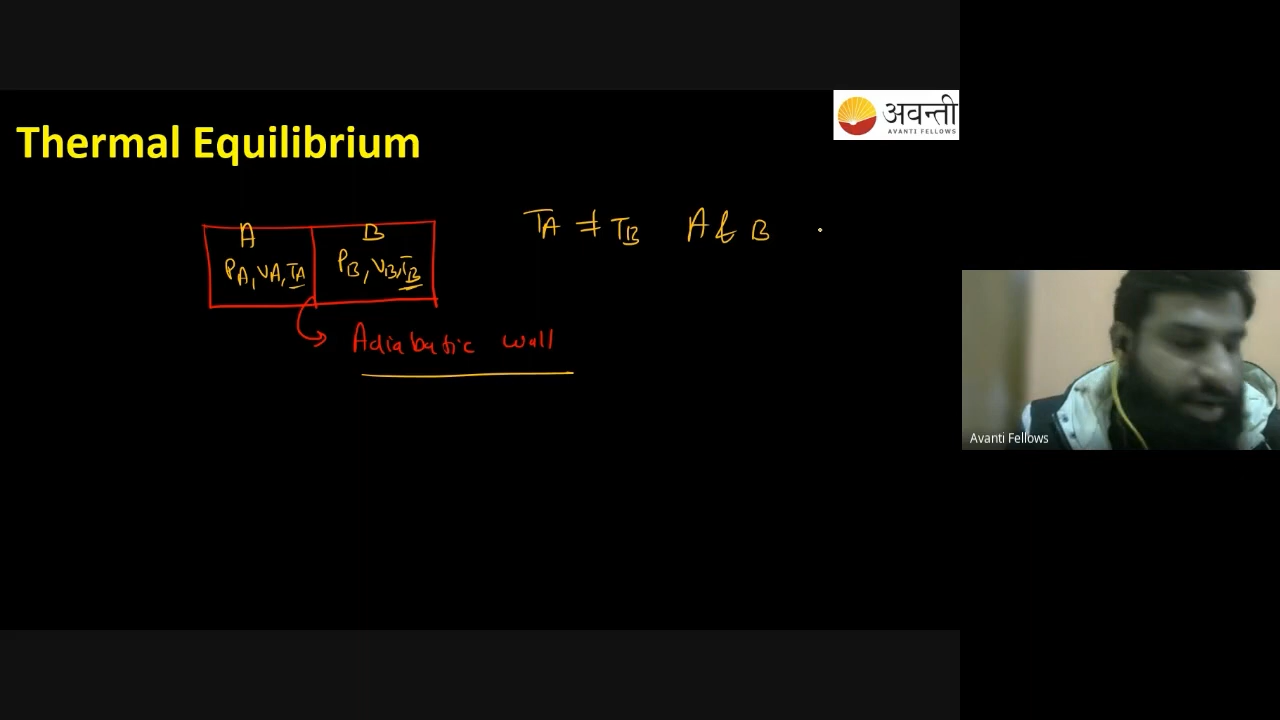 अवन्ती
AVANTI FELLOWS
Thermal Equilibrium
A B
PA, VA, TA PB, VB, TB
TA ≠ TB A & B
Adiabatic wall
Avanti Fellows